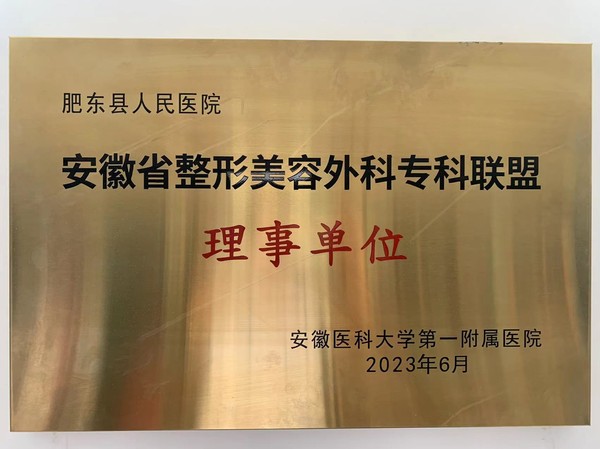 肥东县人民医院
安徽省整形美容外科专科联盟
理事单位
安徽医科大学第一附属医院
2023年6月